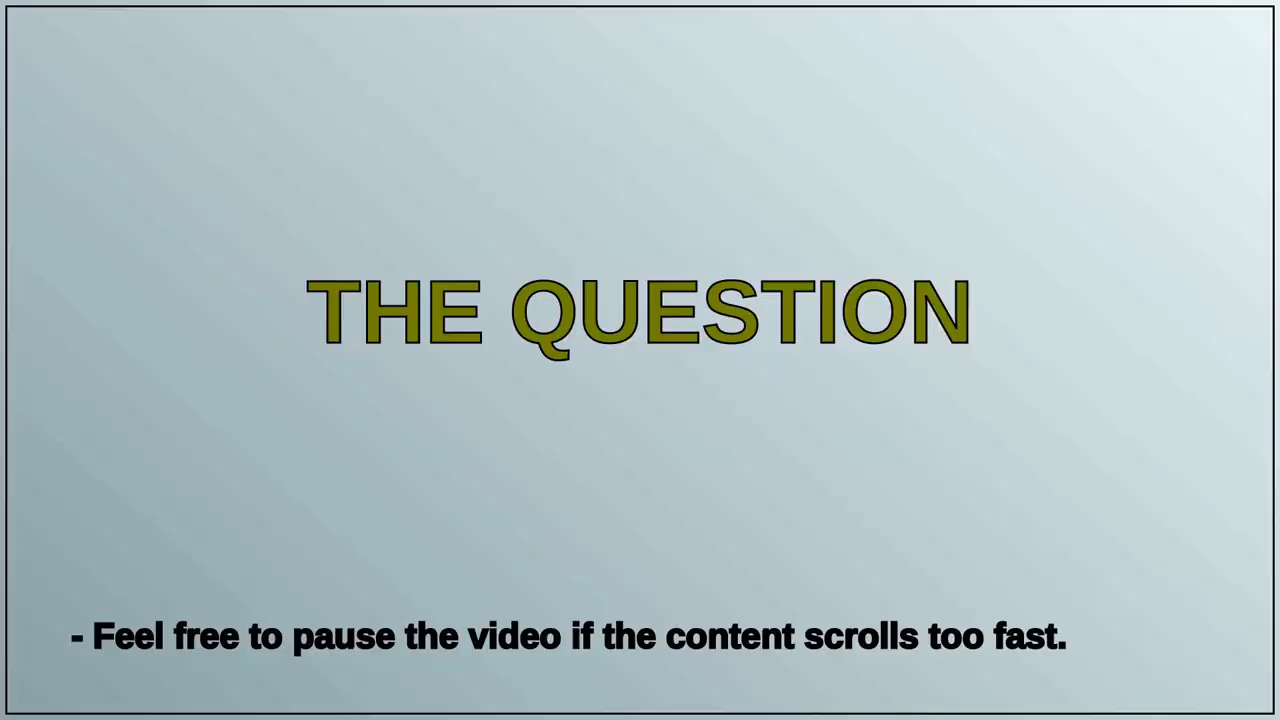 THE QUESTION
- Feel free to pause the video if the content scrolls too fast.